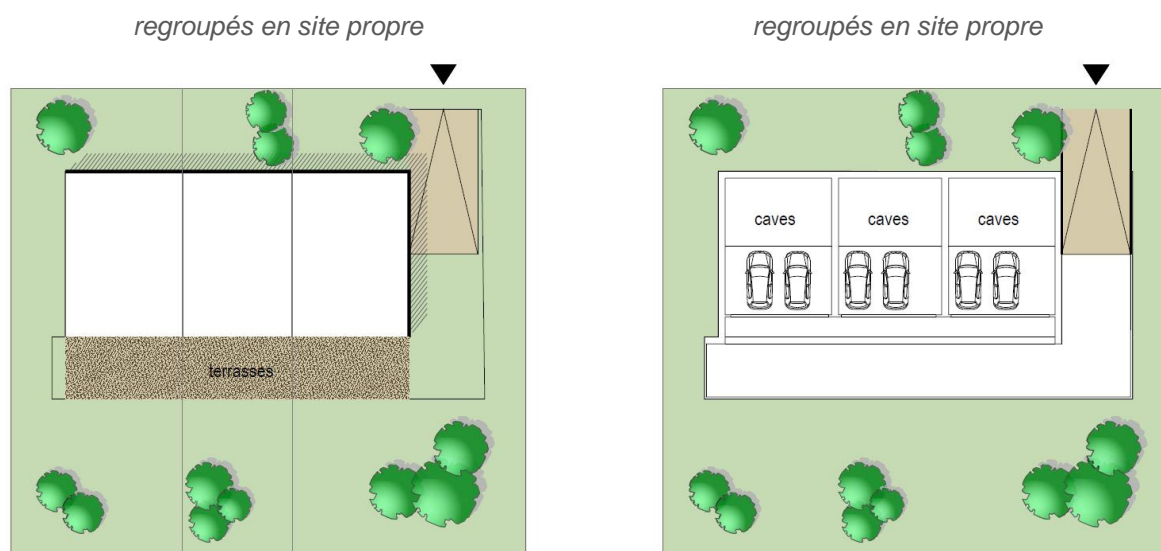 regroupés en site propre
regroupés en site propre
terrasses
caves caves caves